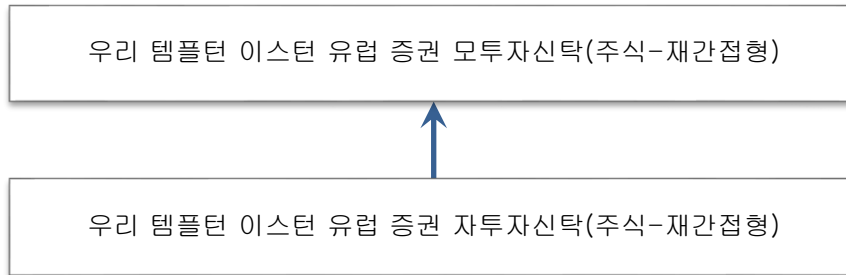 우리 템플턴 이스턴 유럽 증권 모투자신탁(주식-재간접형)
우리 템플턴 이스턴 유럽 증권 자투자신탁(주식-재간접형)